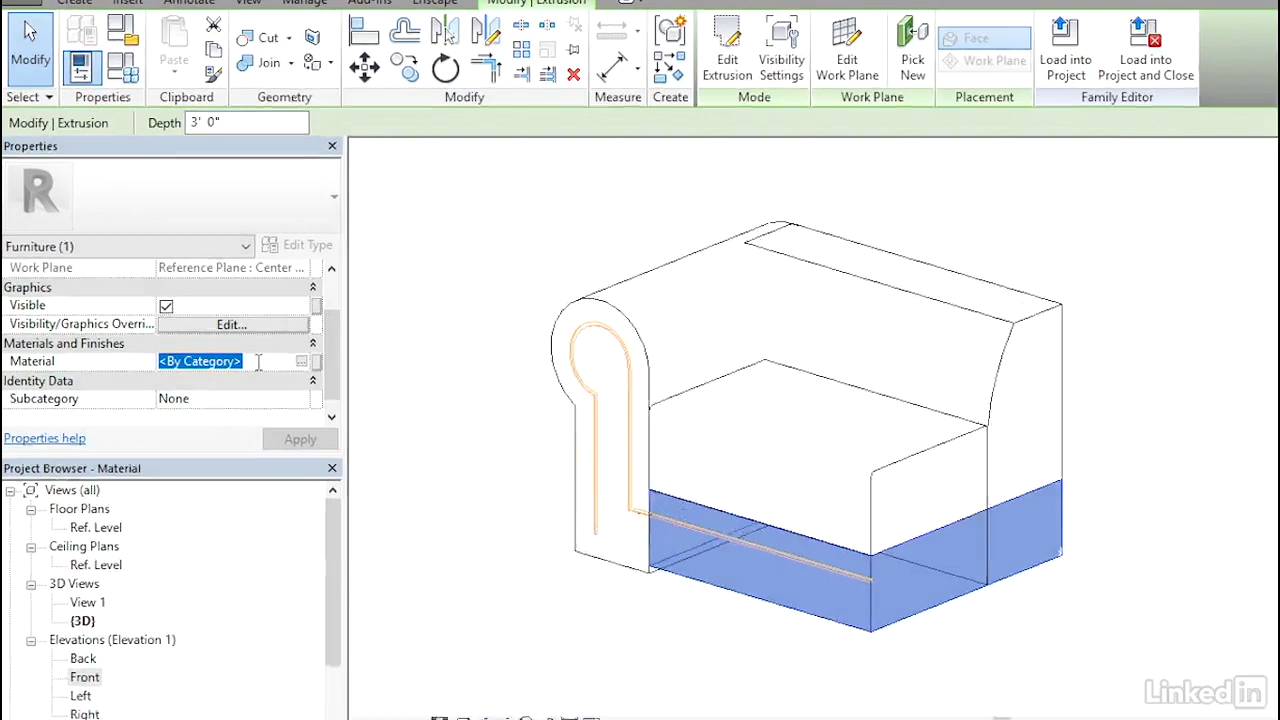 Create Insert Annotate View Manage Add-Ins Enscape Modify | Extrusion
Modify
Select
Properties
Paste
Clipboard
Cut
Join
Geometry
Modify
Measure
Create
Edit
Extrusion
Visibility
Settings
Mode
Edit
Work Plane
Work Plane
Pick
New
Face
Work Plane
Placement
Load into
Project
Load into
Project and Close
Family Editor
Modify | Extrusion Depth 3' 0"
Properties
R
Furniture (1) Edit Type
Work Plane Reference Plane : Center ...
Graphics
Visible
Visibility/Graphics Overri... Edit...
Materials and Finishes
Material <By Category>
Identity Data
Subcategory None
Properties help Apply
Project Browser - Material
Views (all)
Floor Plans
Ref. Level
Ceiling Plans
Ref. Level
3D Views
View 1
{3D}
Elevations (Elevation 1)
Back
Front
Left
Right
Linked in